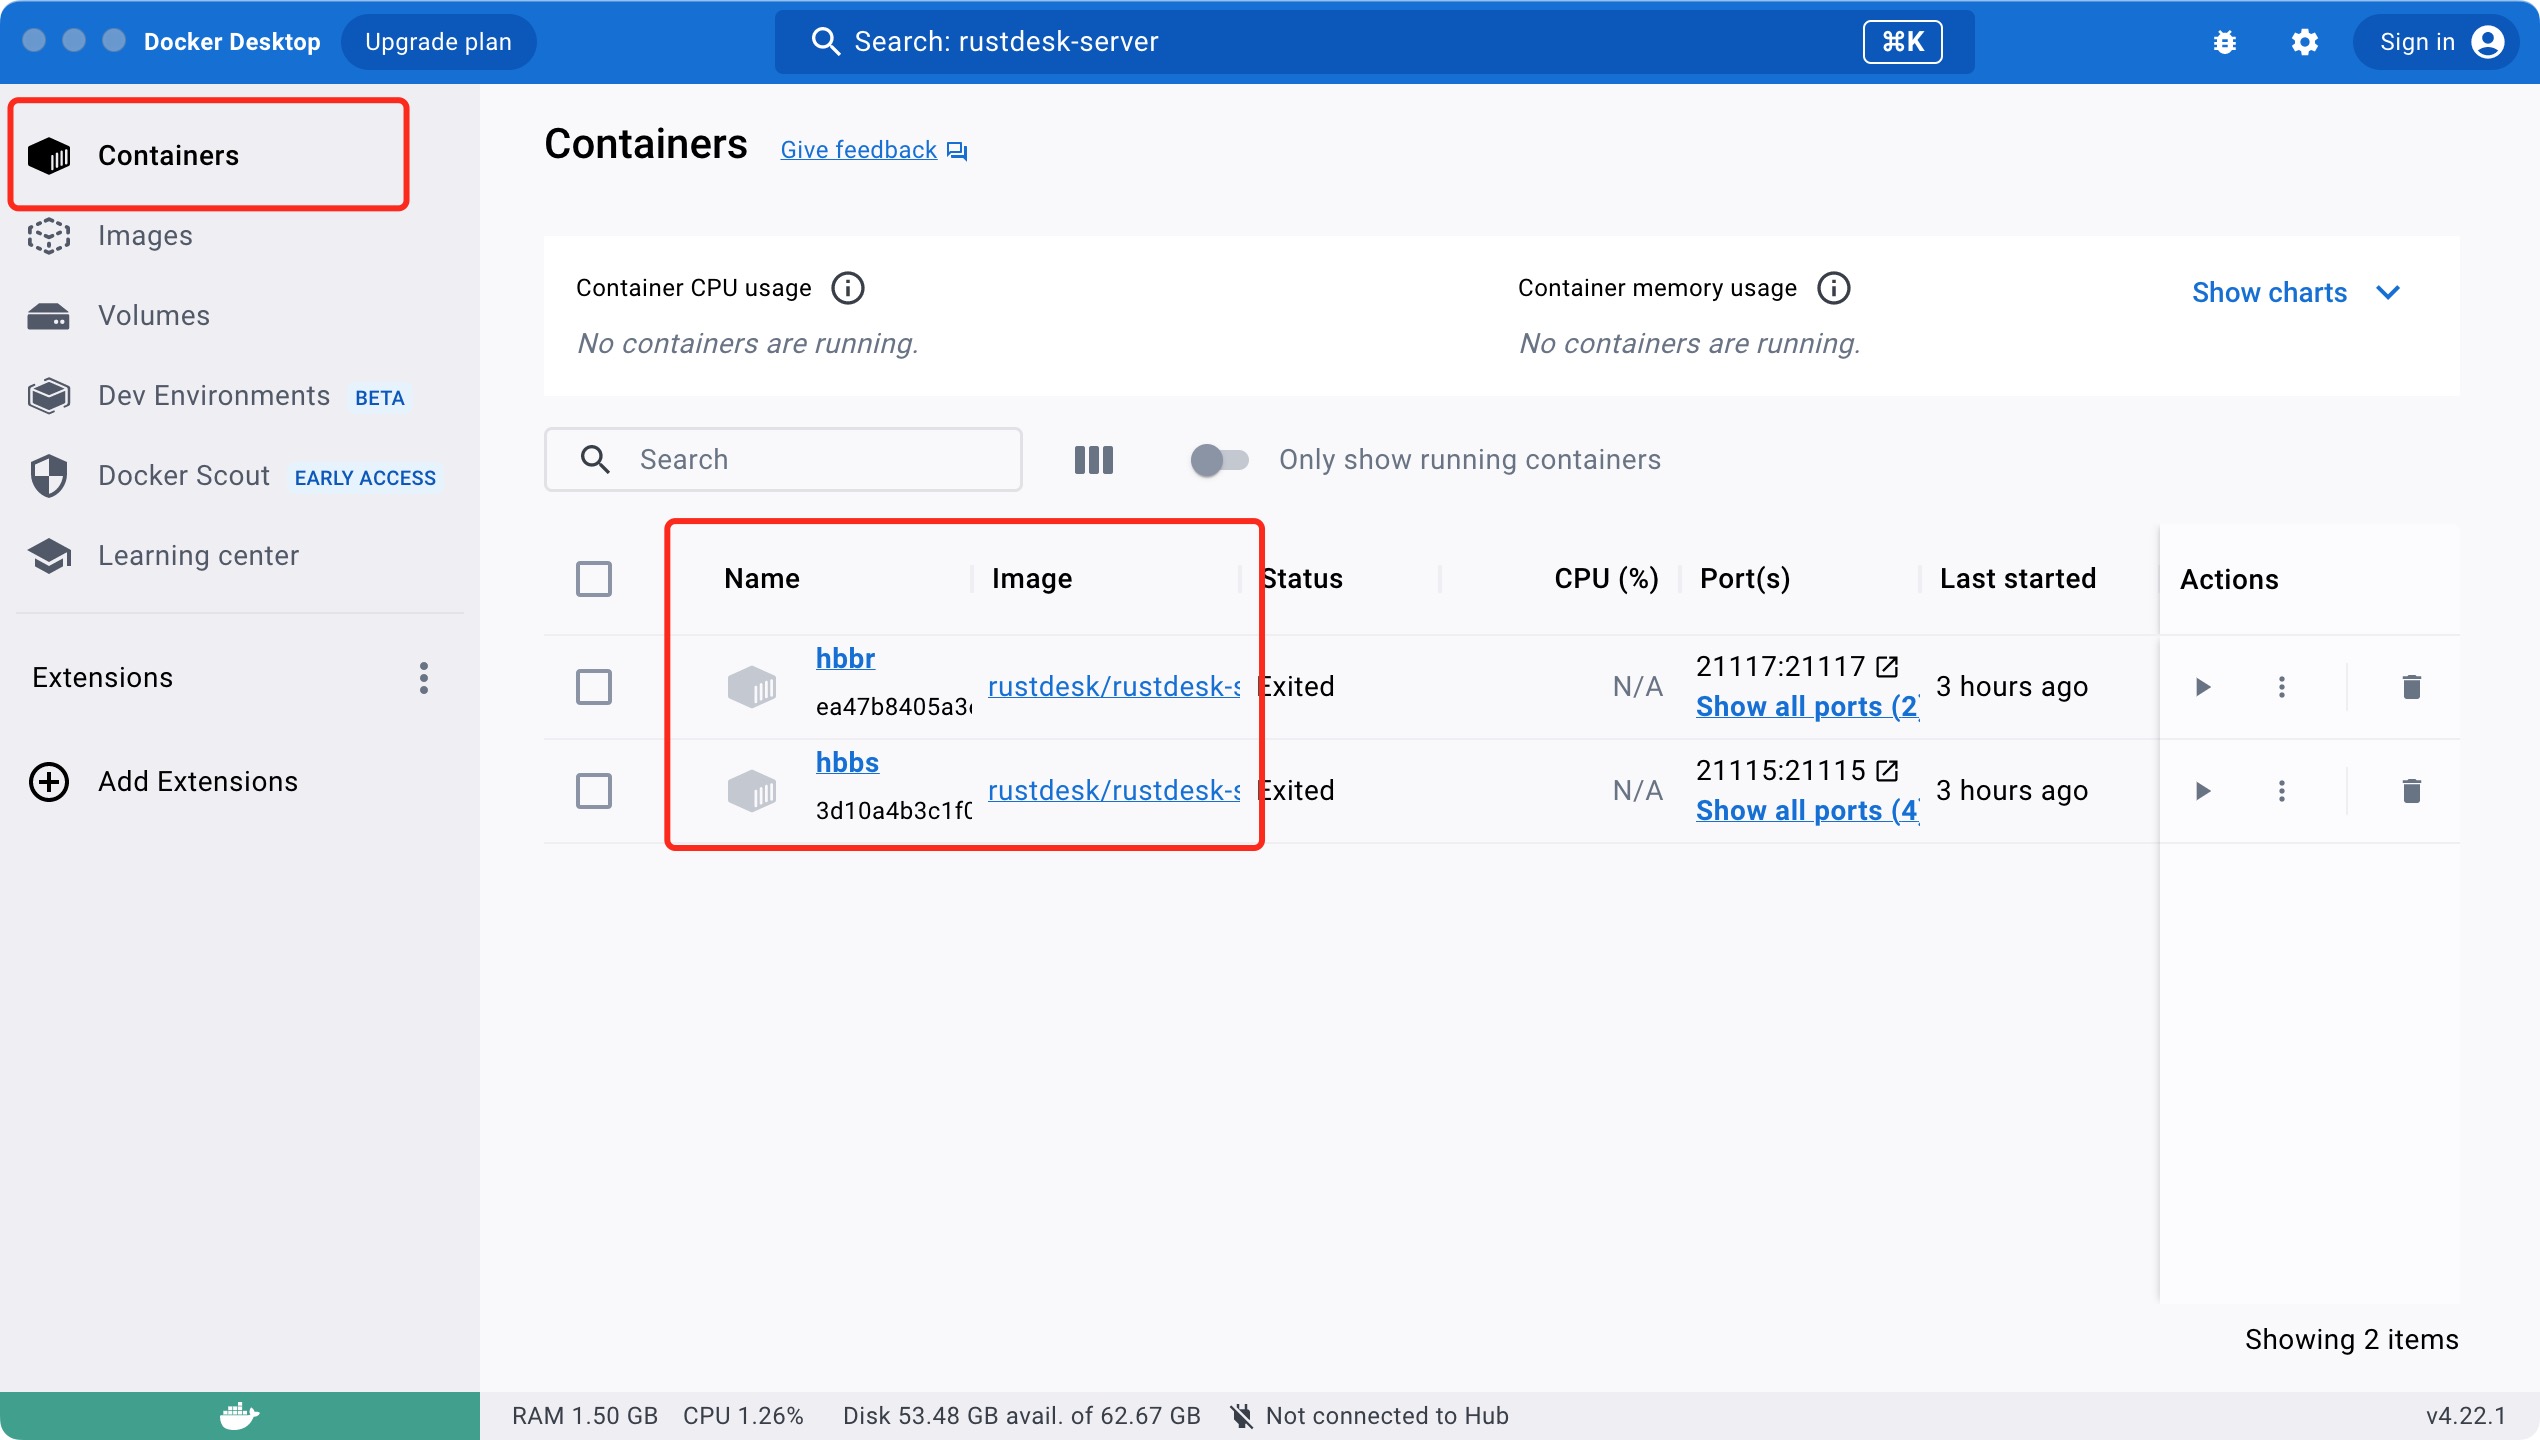 Docker Desktop
Upgrade plan
Search: rustdesk-server
⌘K
Sign in
Containers
Images
Volumes
Dev Environments BETA
Docker Scout EARLY ACCESS
Learning center
Extensions
Add Extensions
Containers
Give feedback
Container CPU usage
No containers are running.
Container memory usage
No containers are running.
Show charts
Search
Only show running containers
Name Image Status CPU (%) Port(s) Last started Actions
hbbr
ea47b8405a3
rustdesk/rustdesk-s
Exited
N/A
21117:21117
Show all ports (2)
3 hours ago
hbbs
3d10a4b3c1f0
rustdesk/rustdesk-s
Exited
N/A
21115:21115
Show all ports (4)
3 hours ago
Showing 2 items
RAM 1.50 GB CPU 1.26% Disk 53.48 GB avail. of 62.67 GB Not connected to Hub
v4.22.1